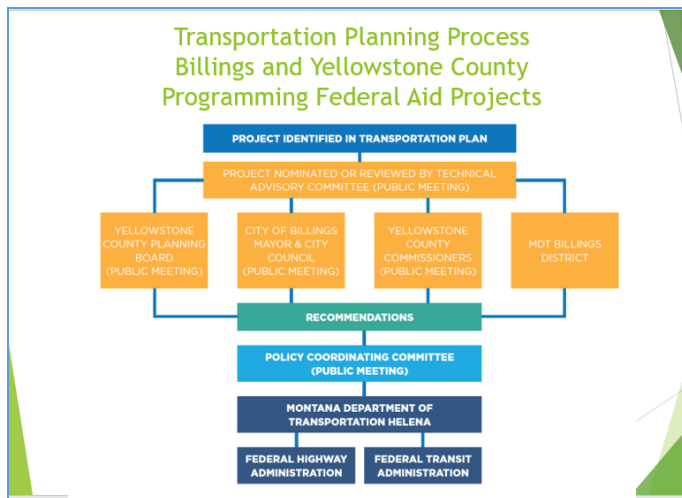 Transportation Planning Process
Billings and Yellowstone County
Programming Federal Aid Projects
PROJECT IDENTIFIED IN TRANSPORTATION PLAN
PROJECT NOMINATED OR REVIEWED BY TECHNICAL
ADVISORY COMMITTEE (PUBLIC MEETING)
YELLOWSTONE
COUNTY PLANNING
BOARD
(PUBLIC MEETING)
CITY OF BILLINGS
MAYOR & CITY
COUNCIL
(PUBLIC MEETING)
YELLOWSTONE
COUNTY
COMMISSIONERS
(PUBLIC MEETING)
MDT BILLINGS
DISTRICT
RECOMMENDATIONS
POLICY COORDINATING COMMITTEE
(PUBLIC MEETING)
MONTANA DEPARTMENT OF
TRANSPORTATION HELENA
FEDERAL HIGHWAY
ADMINISTRATION
FEDERAL TRANSIT
ADMINISTRATION